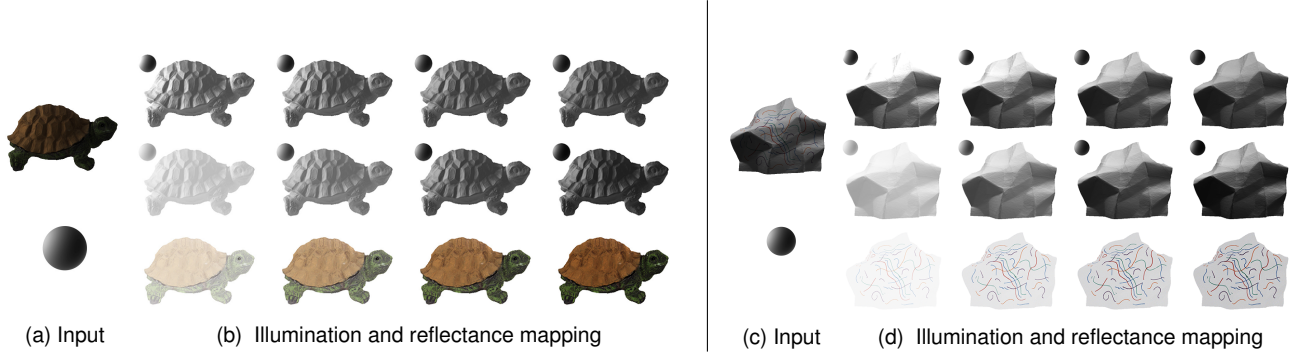 (a) Input
(b) Illumination and reflectance mapping
(c) Input
(d) Illumination and reflectance mapping